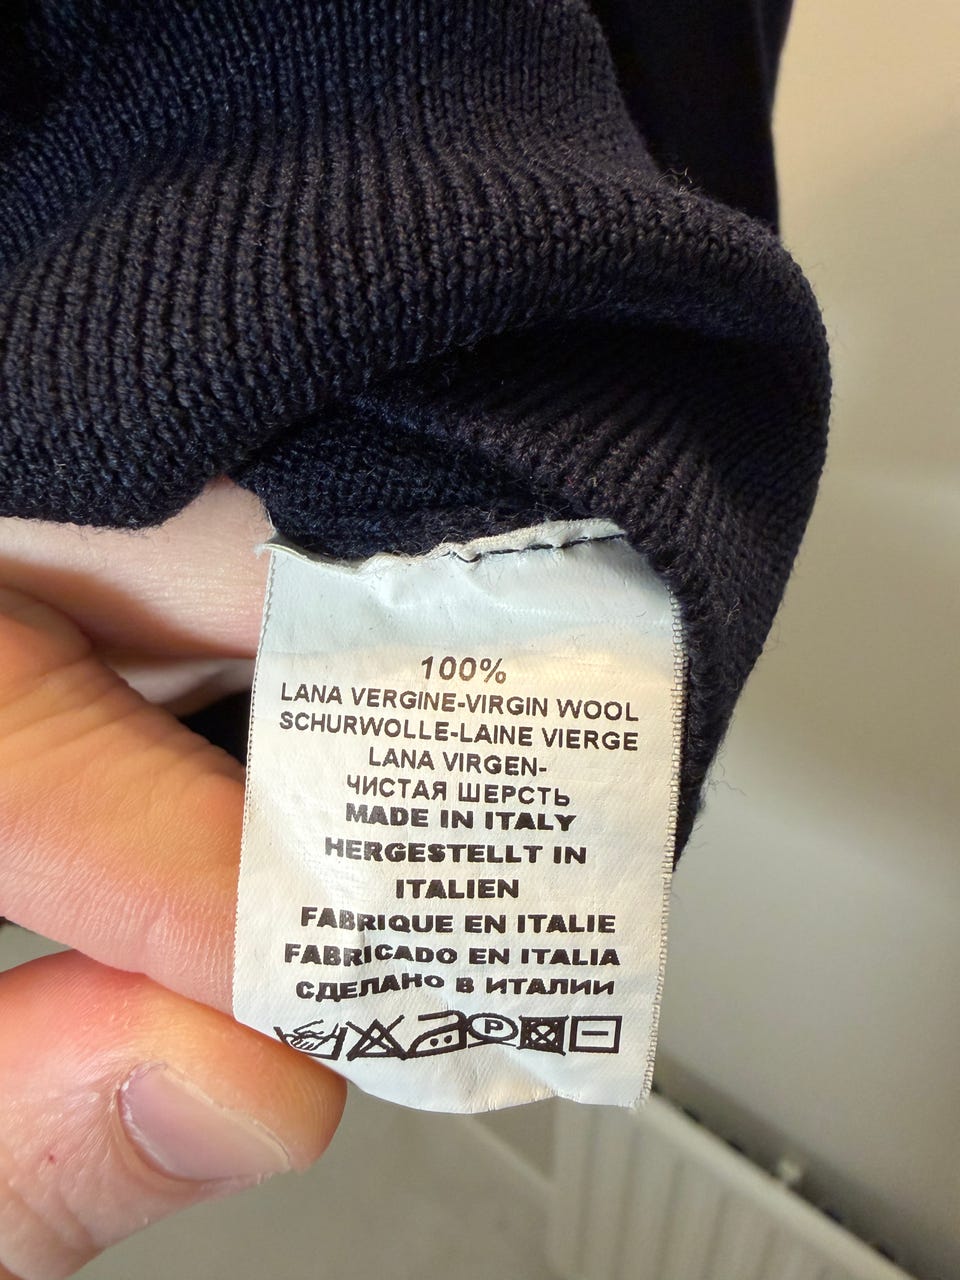 100%
LANA VERGINE-VIRGIN WOOL
SCHURWOLLE-LAINE VIERGE
LANA VIRGEN-
ЧИСТАЯ ШЕРСТЬ
MADE IN ITALY
HERGESTELLT IN
ITALIEN
FABRIQUE EN ITALIE
FABRICADO EN ITALIA
СДЕЛАНО В ИТАЛИИ
P